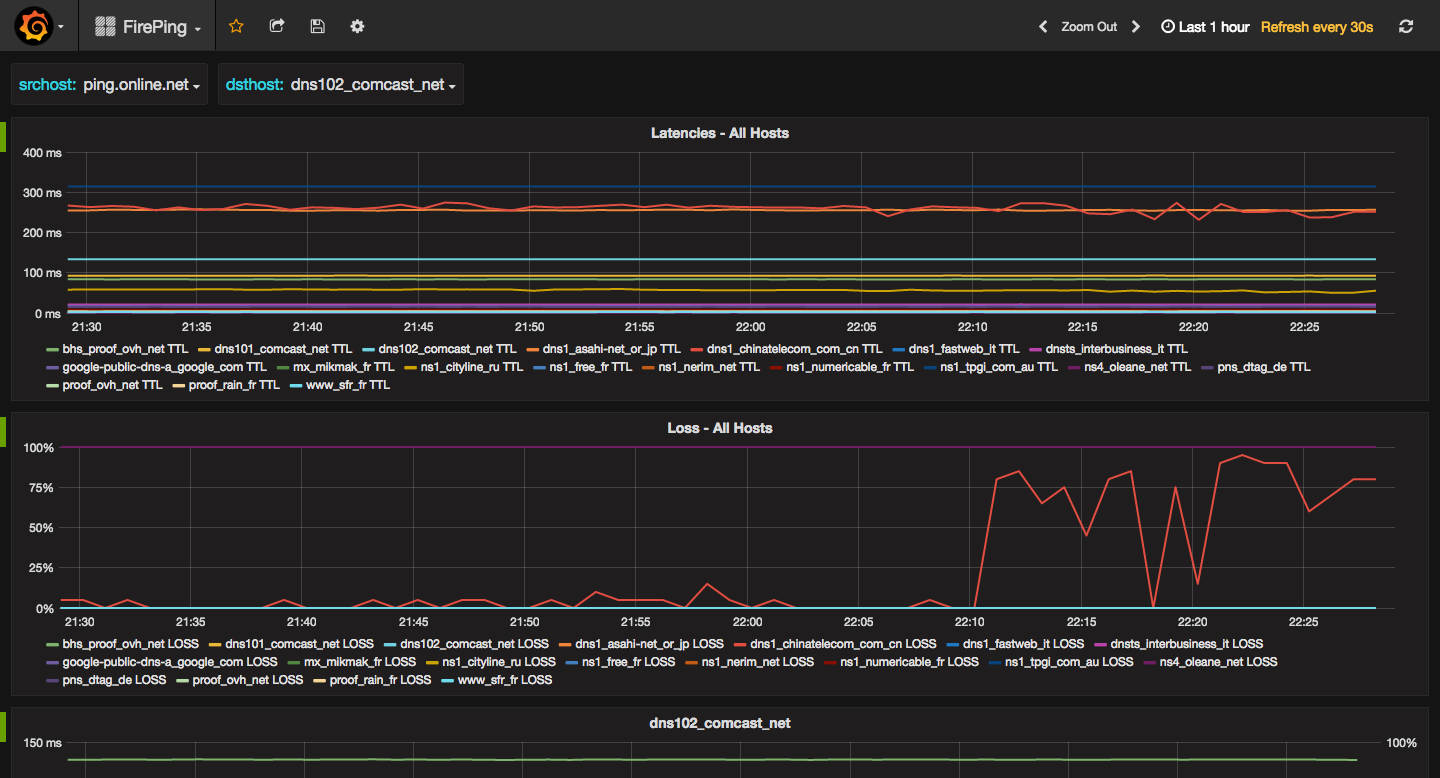 FirePing
Zoom Out
Last 1 hour
Refresh every 30s
srchost: ping.online.net
dsthost: dns102_comcast_net
Latencies - All Hosts
400 ms
300 ms
200 ms
100 ms
0 ms
21:30 21:35 21:40 21:45 21:50 21:55 22:00 22:05 22:10 22:15 22:20 22:25
bhs_proof_ovh_net TTL dns101_comcast_net TTL dns102_comcast_net TTL dns1_asahi-net_or_jp TTL dns1_chinatelecom_com_cn TTL dns1_fastweb_it TTL dnsts_interbusiness_it TTL
google-public-dns-a_google_com TTL mx_mikmak_fr TTL ns1_cityline_ru TTL ns1_free_fr TTL ns1_nerim_net TTL ns1_numericable_fr TTL ns1_tpgi_com_au TTL ns4_oleane_net TTL pns_dtag_de TTL
proof_ovh_net TTL proof_rain_fr TTL www_sfr_fr TTL
Loss - All Hosts
100%
75%
50%
25%
0%
21:30 21:35 21:40 21:45 21:50 21:55 22:00 22:05 22:10 22:15 22:20 22:25
bhs_proof_ovh_net LOSS dns101_comcast_net LOSS dns102_comcast_net LOSS dns1_asahi-net_or_jp LOSS dns1_chinatelecom_com_cn LOSS dns1_fastweb_it LOSS dnsts_interbusiness_it LOSS
google-public-dns-a_google_com LOSS mx_mikmak_fr LOSS ns1_cityline_ru LOSS ns1_free_fr LOSS ns1_nerim_net LOSS ns1_numericable_fr LOSS ns1_tpgi_com_au LOSS ns4_oleane_net LOSS
pns_dtag_de LOSS proof_ovh_net LOSS proof_rain_fr LOSS www_sfr_fr LOSS
dns102_comcast_net
150 ms 100%